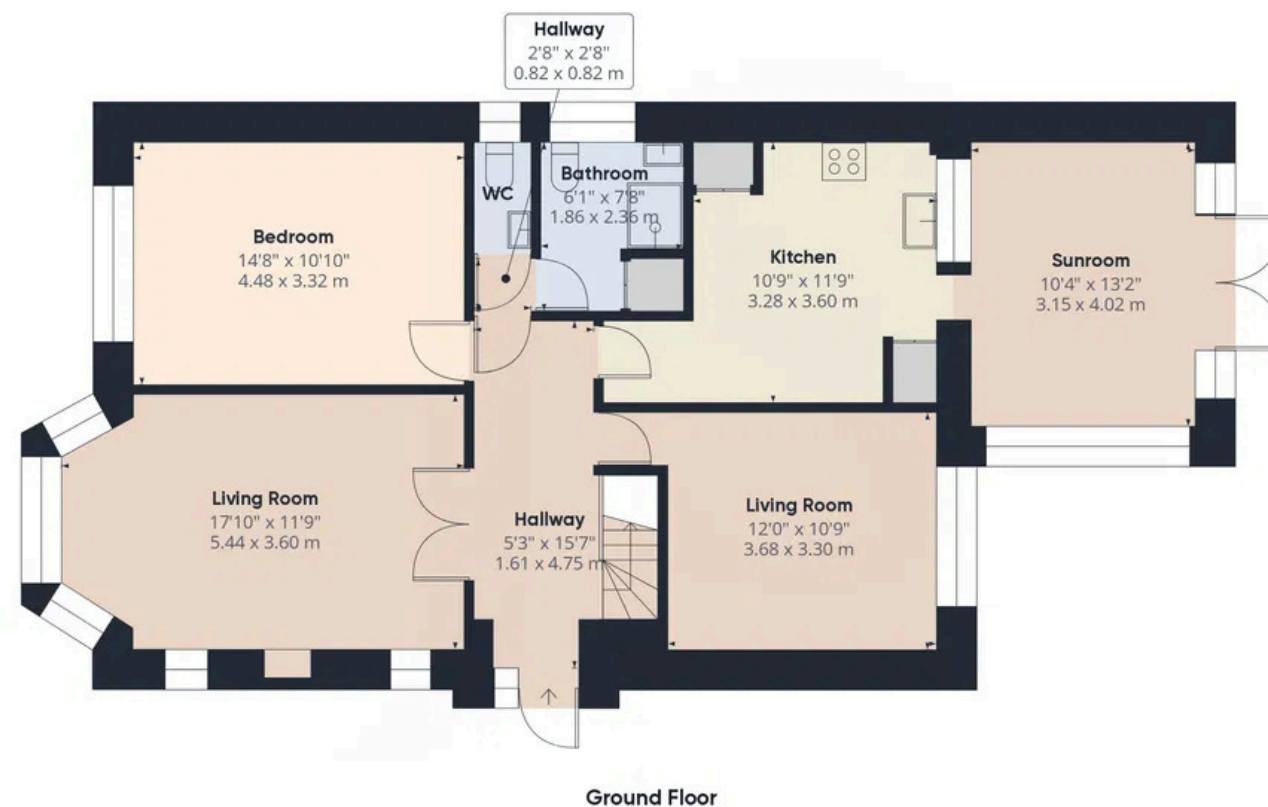 Hallway
2'8" x 2'8"
0.82 x 0.82 m
WC
Bathroom
6'1" x 7'8"
1.86 x 2.36 m
Bedroom
14'8" x 10'10"
4.48 x 3.32 m
Kitchen
10'9" x 11'9"
3.28 x 3.60 m
Sunroom
10'4" x 13'2"
3.15 x 4.02 m
Living Room
17'10" x 11'9"
5.44 x 3.60 m
Hallway
5'3" x 15'7"
1.61 x 4.75 m
Living Room
12'0" x 10'9"
3.68 x 3.30 m
Ground Floor